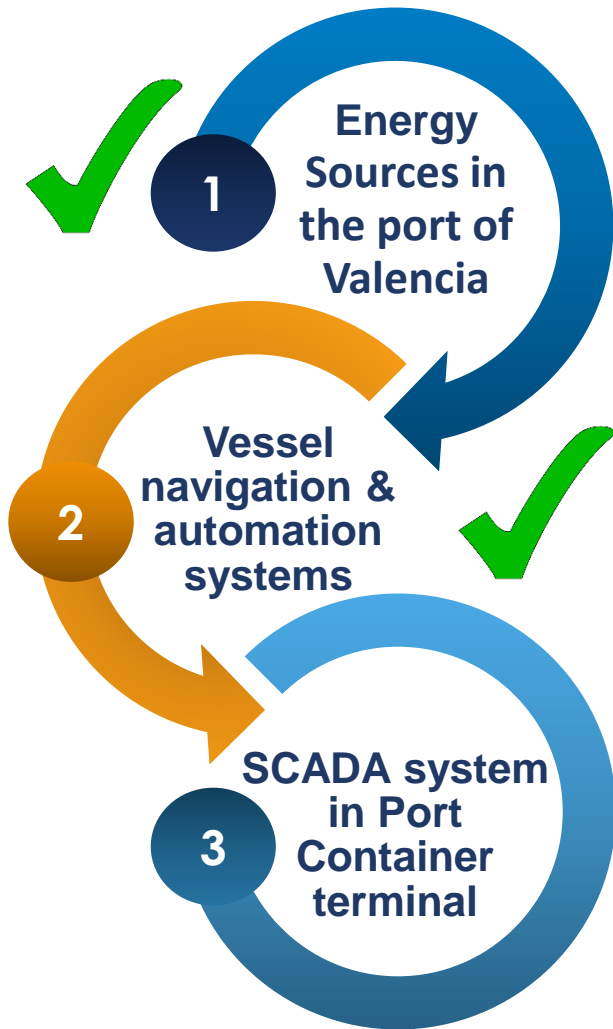 1
Energy
Sources in
the port of
Valencia
2
Vessel
navigation &
automation
systems
3
SCADA system
in Port
Container
terminal